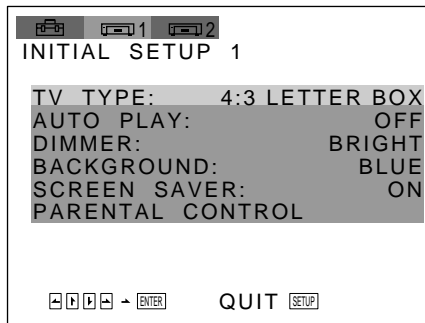 1 2
INITIAL SETUP 1
TV TYPE: 4:3 LETTER BOX
AUTO PLAY: OFF
DIMMER: BRIGHT
BACKGROUND: BLUE
SCREEN SAVER: ON
PARENTAL CONTROL
ENTER QUIT SETUP